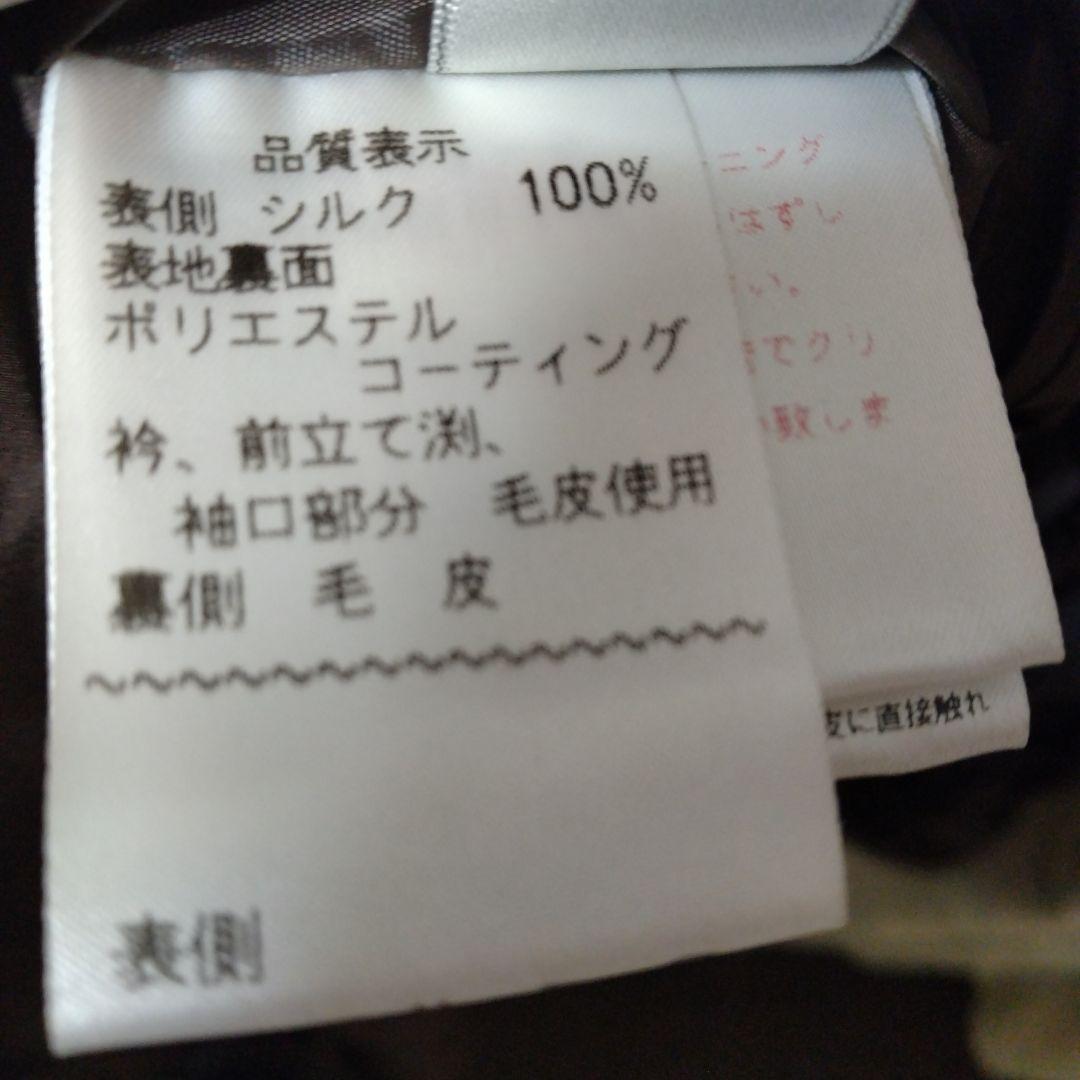 品質表示
表側 シルク 100%
表地裏面
ポリエステル
コーティング
衿、前立て渕、
袖口部分 毛皮使用
裏側 毛 皮
表側
ニング
はずし
い。
でクリ
致しま
皮に直接触れ